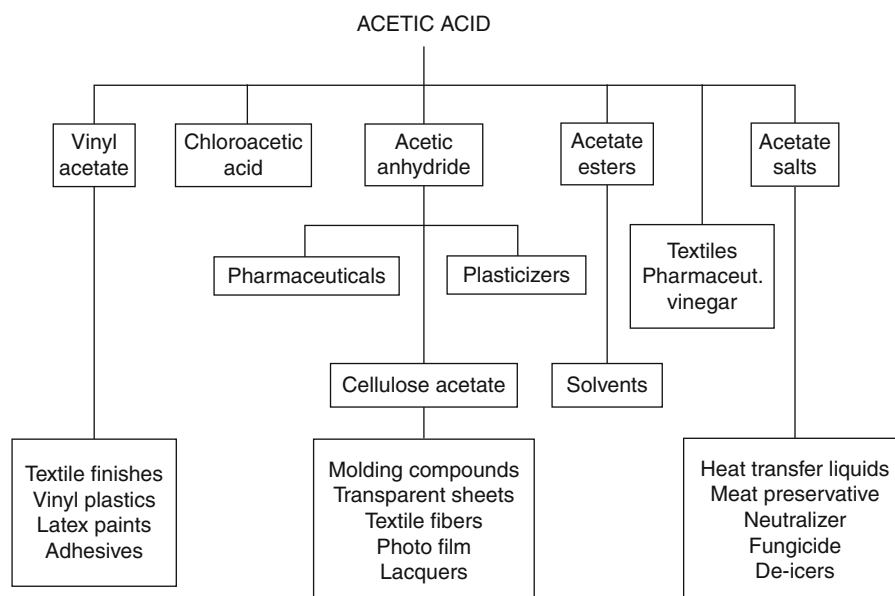 ACETIC ACID
Vinyl
acetate
Chloroacetic
acid
Acetic
anhydride
Acetate
esters
Acetate
salts
Textiles
Pharmaceut.
vinegar
Pharmaceuticals
Plasticizers
Cellulose acetate
Solvents
Textile finishes
Vinyl plastics
Latex paints
Adhesives
Molding compounds
Transparent sheets
Textile fibers
Photo film
Lacquers
Heat transfer liquids
Meat preservative
Neutralizer
Fungicide
De-icers